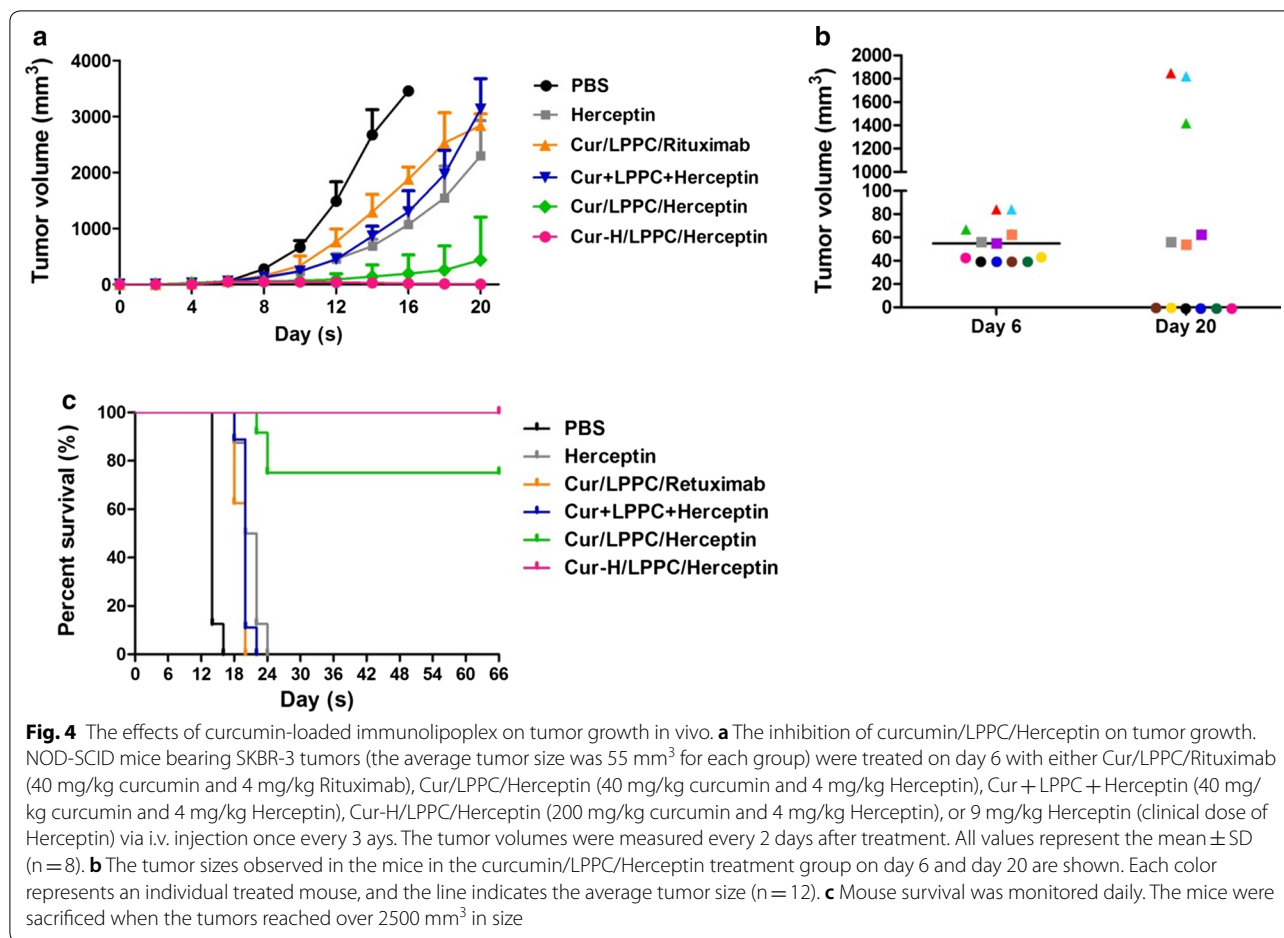 a
4000
3000
2000
1000
0
Tumor volume (mm³)
0 4 8 12 16 20
Day (s)
PBS
Herceptin
Cur/LPPC/Rituximab
Cur+LPPC+Herceptin
Cur/LPPC/Herceptin
Cur-H/LPPC/Herceptin
b
2000
1800
1600
1400
1200
1000
100
80
60
40
20
0
Tumor volume (mm³)
Day 6 Day 20
c
100
80
60
40
20
0
Percent survival (%)
0 6 12 18 24 30 36 42 48 54 60 66
Day (s)
PBS
Herceptin
Cur/LPPC/Retuximab
Cur+LPPC+Herceptin
Cur/LPPC/Herceptin
Cur-H/LPPC/Herceptin
Fig. 4 The effects of curcumin-loaded immunolipoplex on tumor growth in vivo. a The inhibition of curcumin/LPPC/Herceptin on tumor growth.
NOD-SCID mice bearing SKBR-3 tumors (the average tumor size was 55 mm³ for each group) were treated on day 6 with either Cur/LPPC/Rituximab
(40 mg/kg curcumin and 4 mg/kg Rituximab), Cur/LPPC/Herceptin (40 mg/kg curcumin and 4 mg/kg Herceptin), Cur + LPPC + Herceptin (40 mg/
kg curcumin and 4 mg/kg Herceptin), Cur-H/LPPC/Herceptin (200 mg/kg curcumin and 4 mg/kg Herceptin), or 9 mg/kg Herceptin (clinical dose of
Herceptin) via i.v. injection once every 3 ays. The tumor volumes were measured every 2 days after treatment. All values represent the mean ± SD
(n = 8). b The tumor sizes observed in the mice in the curcumin/LPPC/Herceptin treatment group on day 6 and day 20 are shown. Each color
represents an individual treated mouse, and the line indicates the average tumor size (n = 12). c Mouse survival was monitored daily. The mice were
sacrificed when the tumors reached over 2500 mm³ in size